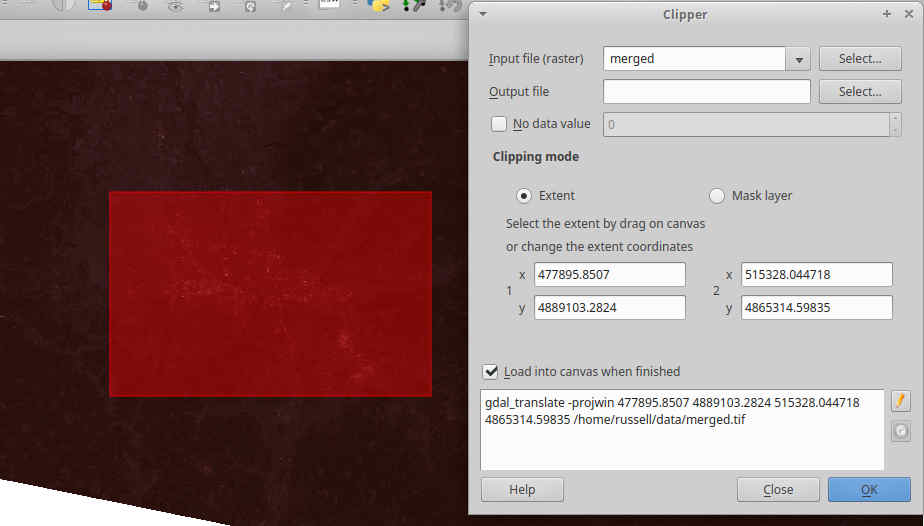 Clipper
Input file (raster) merged Select...
Output file Select...
No data value 0
Clipping mode
Extent Mask layer
Select the extent by drag on canvas
or change the extent coordinates
x 477895.8507 x 515328.044718
1 2
y 4889103.2824 y 4865314.59835
Load into canvas when finished
gdal_translate -projwin 477895.8507 4889103.2824 515328.044718
4865314.59835 /home/russell/data/merged.tif
Help Close OK